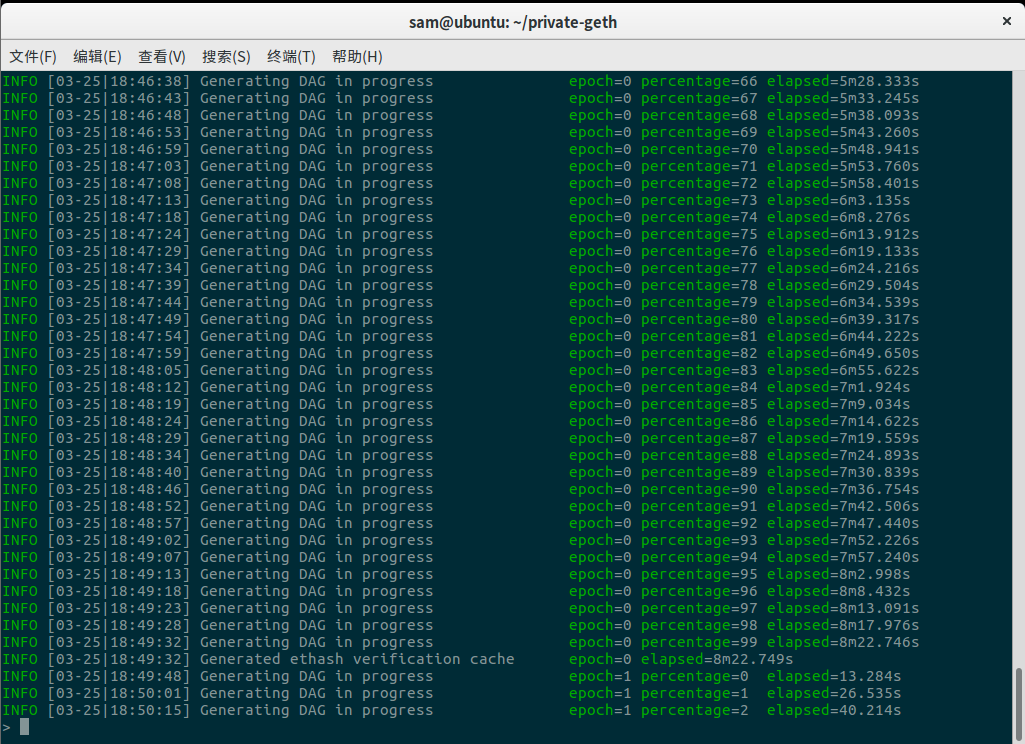 sam@ubuntu: ~/private-geth ×
文件(F) 编辑(E) 查看(V) 搜索(S) 终端(T) 帮助(H)
INFO [03-25|18:46:38] Generating DAG in progress epoch=0 percentage=66 elapsed=5m28.333s
INFO [03-25|18:46:43] Generating DAG in progress epoch=0 percentage=67 elapsed=5m33.245s
INFO [03-25|18:46:48] Generating DAG in progress epoch=0 percentage=68 elapsed=5m38.093s
INFO [03-25|18:46:53] Generating DAG in progress epoch=0 percentage=69 elapsed=5m43.260s
INFO [03-25|18:46:59] Generating DAG in progress epoch=0 percentage=70 elapsed=5m48.941s
INFO [03-25|18:47:03] Generating DAG in progress epoch=0 percentage=71 elapsed=5m53.760s
INFO [03-25|18:47:08] Generating DAG in progress epoch=0 percentage=72 elapsed=5m58.401s
INFO [03-25|18:47:13] Generating DAG in progress epoch=0 percentage=73 elapsed=6m3.135s
INFO [03-25|18:47:18] Generating DAG in progress epoch=0 percentage=74 elapsed=6m8.276s
INFO [03-25|18:47:24] Generating DAG in progress epoch=0 percentage=75 elapsed=6m13.912s
INFO [03-25|18:47:29] Generating DAG in progress epoch=0 percentage=76 elapsed=6m19.133s
INFO [03-25|18:47:34] Generating DAG in progress epoch=0 percentage=77 elapsed=6m24.216s
INFO [03-25|18:47:39] Generating DAG in progress epoch=0 percentage=78 elapsed=6m29.504s
INFO [03-25|18:47:44] Generating DAG in progress epoch=0 percentage=79 elapsed=6m34.539s
INFO [03-25|18:47:49] Generating DAG in progress epoch=0 percentage=80 elapsed=6m39.317s
INFO [03-25|18:47:54] Generating DAG in progress epoch=0 percentage=81 elapsed=6m44.222s
INFO [03-25|18:47:59] Generating DAG in progress epoch=0 percentage=82 elapsed=6m49.650s
INFO [03-25|18:48:05] Generating DAG in progress epoch=0 percentage=83 elapsed=6m55.622s
INFO [03-25|18:48:12] Generating DAG in progress epoch=0 percentage=84 elapsed=7m1.924s
INFO [03-25|18:48:19] Generating DAG in progress epoch=0 percentage=85 elapsed=7m9.034s
INFO [03-25|18:48:24] Generating DAG in progress epoch=0 percentage=86 elapsed=7m14.622s
INFO [03-25|18:48:29] Generating DAG in progress epoch=0 percentage=87 elapsed=7m19.559s
INFO [03-25|18:48:34] Generating DAG in progress epoch=0 percentage=88 elapsed=7m24.893s
INFO [03-25|18:48:40] Generating DAG in progress epoch=0 percentage=89 elapsed=7m30.839s
INFO [03-25|18:48:46] Generating DAG in progress epoch=0 percentage=90 elapsed=7m36.754s
INFO [03-25|18:48:52] Generating DAG in progress epoch=0 percentage=91 elapsed=7m42.506s
INFO [03-25|18:48:57] Generating DAG in progress epoch=0 percentage=92 elapsed=7m47.440s
INFO [03-25|18:49:02] Generating DAG in progress epoch=0 percentage=93 elapsed=7m52.226s
INFO [03-25|18:49:07] Generating DAG in progress epoch=0 percentage=94 elapsed=7m57.240s
INFO [03-25|18:49:13] Generating DAG in progress epoch=0 percentage=95 elapsed=8m2.998s
INFO [03-25|18:49:18] Generating DAG in progress epoch=0 percentage=96 elapsed=8m8.432s
INFO [03-25|18:49:23] Generating DAG in progress epoch=0 percentage=97 elapsed=8m13.091s
INFO [03-25|18:49:28] Generating DAG in progress epoch=0 percentage=98 elapsed=8m17.976s
INFO [03-25|18:49:32] Generating DAG in progress epoch=0 percentage=99 elapsed=8m22.746s
INFO [03-25|18:49:32] Generated ethash verification cache epoch=0 elapsed=8m22.749s
INFO [03-25|18:49:48] Generating DAG in progress epoch=1 percentage=0 elapsed=13.284s
INFO [03-25|18:50:01] Generating DAG in progress epoch=1 percentage=1 elapsed=26.535s
INFO [03-25|18:50:15] Generating DAG in progress epoch=1 percentage=2 elapsed=40.214s
>